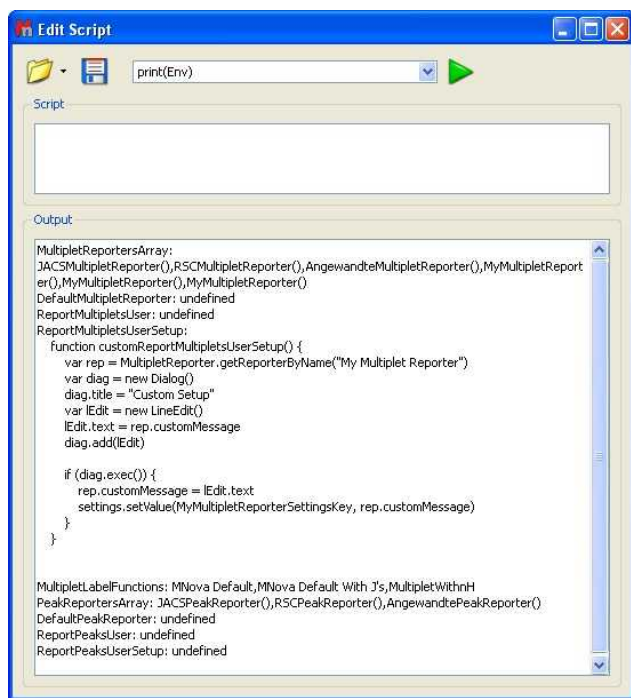 Edit Script
print(Env)
Script
Output
MultipletReportersArray:
JACSMultipletReporter(),RSCMultipletReporter(),AngewandteMultipletReporter(),MyMultipletReport
er(),MyMultipletReporter(),MyMultipletReporter()
DefaultMultipletReporter: undefined
ReportMultipletsUser: undefined
ReportMultipletsUserSetup:
function customReportMultipletsUserSetup() {
var rep = MultipletReporter.getReporterByName("My Multiplet Reporter")
var diag = new Dialog()
diag.title = "Custom Setup"
var lEdit = new LineEdit()
lEdit.text = rep.customMessage
diag.add(lEdit)
if (diag.exec()) {
rep.customMessage = lEdit.text
settings.setValue(MyMultipletReporterSettingsKey, rep.customMessage)
}
}
MultipletLabelFunctions: MNova Default,MNova Default With J's,MultipletWithnH
PeakReportersArray: JACSPeakReporter(),RSCPeakReporter(),AngewandtePeakReporter()
DefaultPeakReporter: undefined
ReportPeaksUser: undefined
ReportPeaksUserSetup: undefined